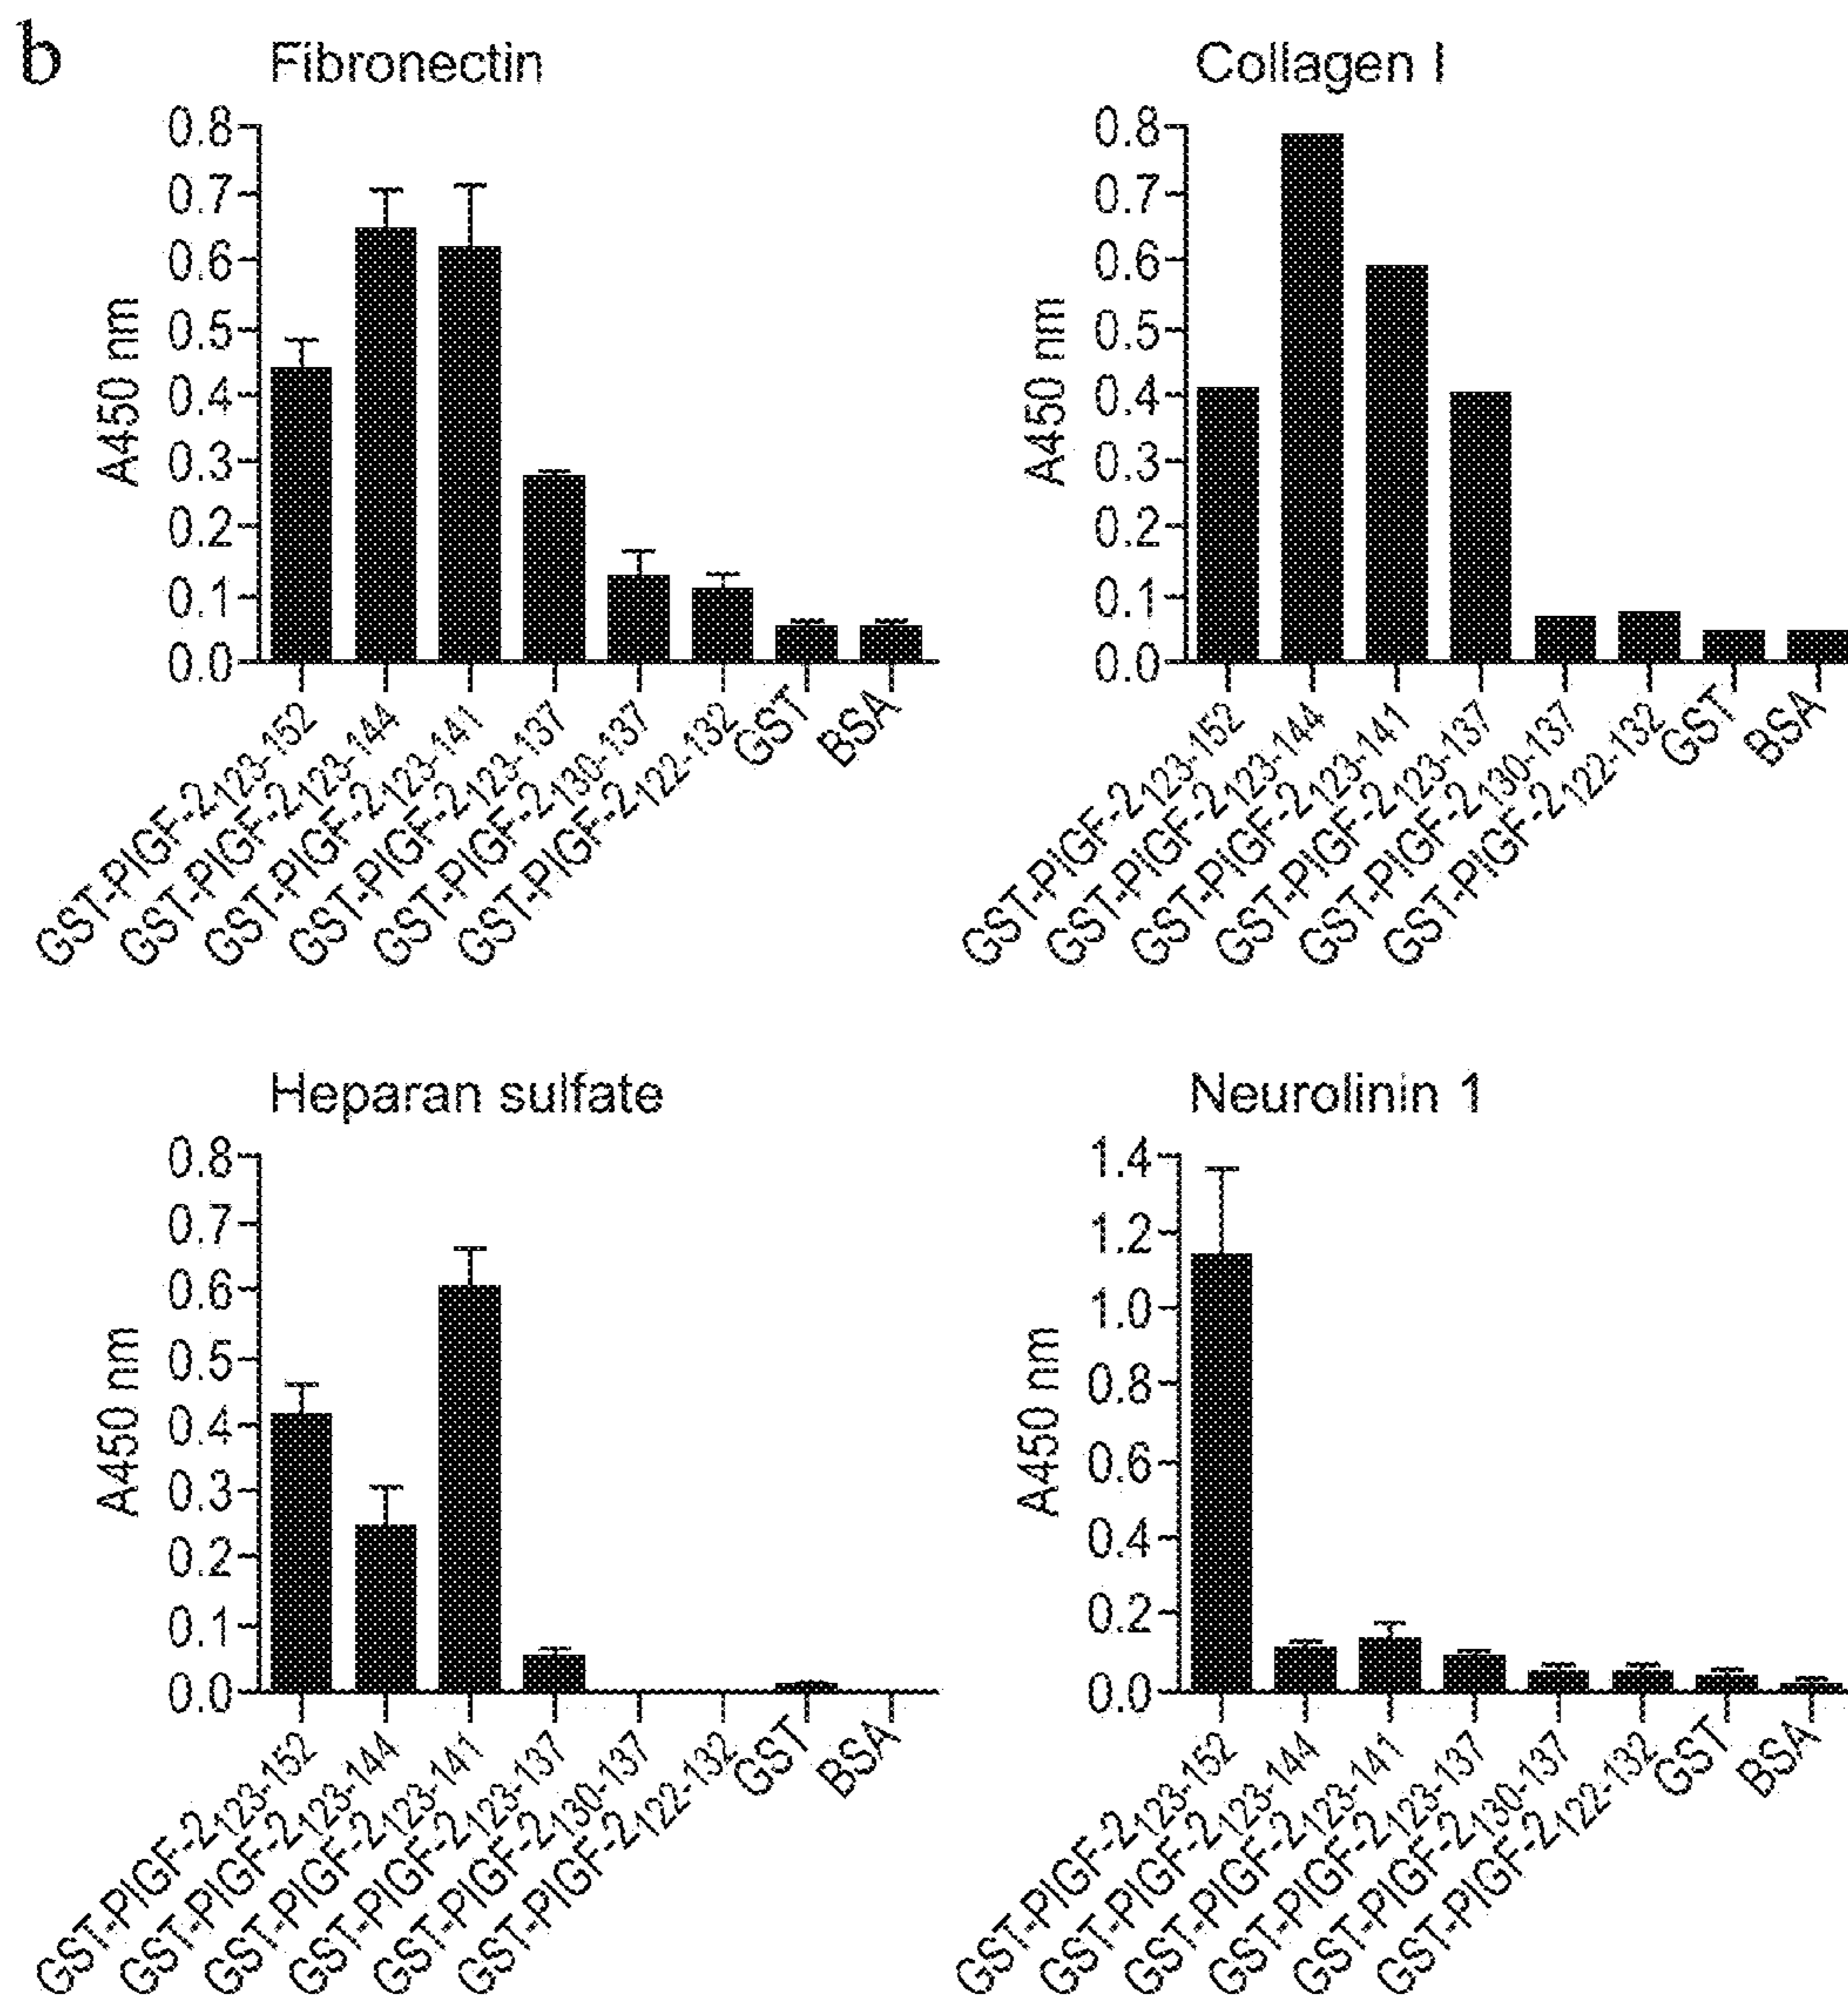 b
Fibronectin
0.8
0.7
0.6
0.5
0.4
0.3
0.2
0.1
0.0
A450 nm
GST-PlGF-2123-152
GST-PlGF-2123-144
GST-PlGF-2123-141
GST-PlGF-2123-137
GST-PlGF-2130-137
GST-PlGF-2122-132
GST
BSA
Collagen I
0.8
0.7
0.6
0.5
0.4
0.3
0.2
0.1
0.0
A450 nm
GST-PlGF-2123-152
GST-PlGF-2123-144
GST-PlGF-2123-141
GST-PlGF-2123-137
GST-PlGF-2130-137
GST-PlGF-2122-132
GST
BSA
Heparan sulfate
0.8
0.7
0.6
0.5
0.4
0.3
0.2
0.1
0.0
A450 nm
GST-PlGF-2123-152
GST-PlGF-2123-144
GST-PlGF-2123-141
GST-PlGF-2123-137
GST-PlGF-2130-137
GST-PlGF-2122-132
GST
BSA
Neurolinin 1
1.4
1.2
1.0
0.8
0.6
0.4
0.2
0.0
A450 nm
GST-PlGF-2123-152
GST-PlGF-2123-144
GST-PlGF-2123-141
GST-PlGF-2123-137
GST-PlGF-2130-137
GST-PlGF-2122-132
GST
BSA